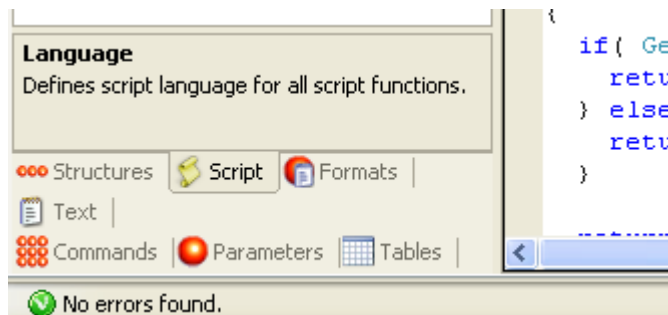 Language
Defines script language for all script functions.
Structures Script Formats
Text
Commands Parameters Tables
No errors found.
{
if( Ge
retu
} else
retu
}